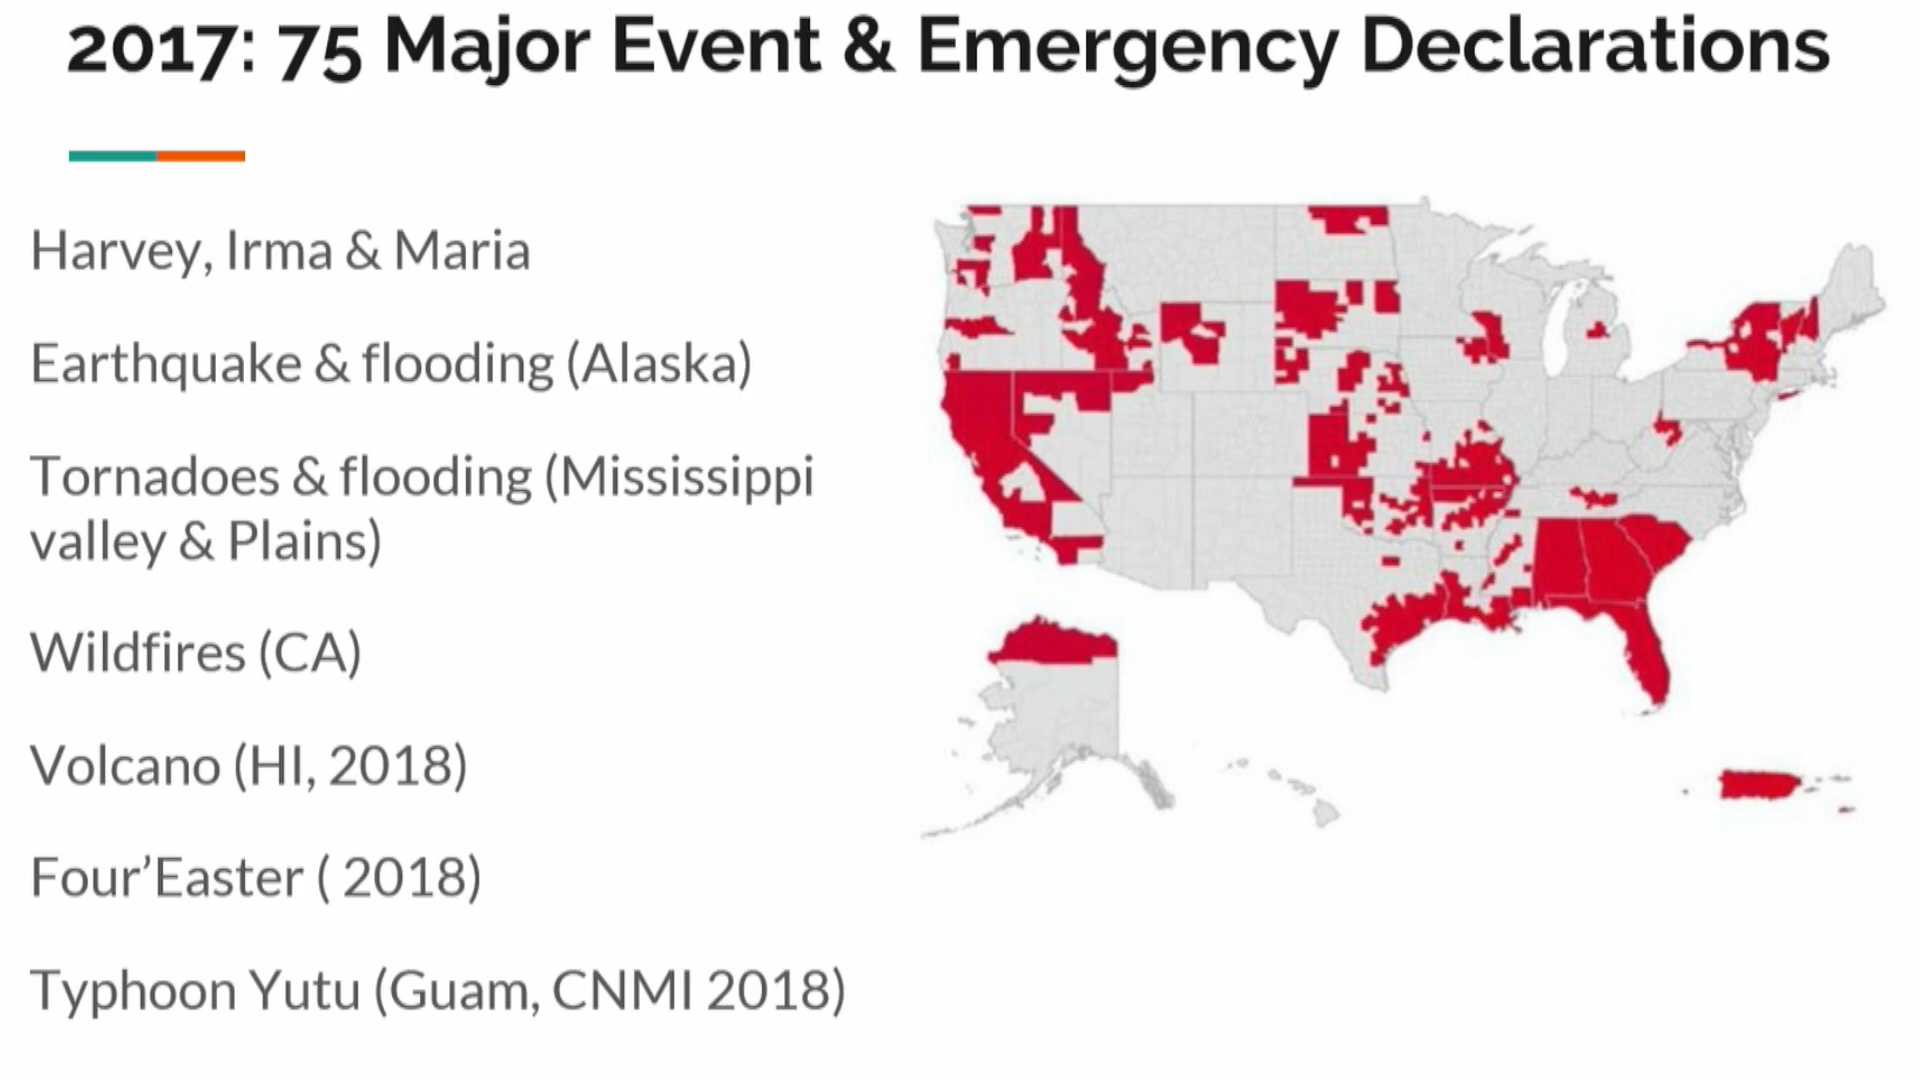 2017: 75 Major Event & Emergency Declarations
Harvey, Irma & Maria
Earthquake & flooding (Alaska)
Tornadoes & flooding (Mississippi
valley & Plains)
Wildfires (CA)
Volcano (HI, 2018)
Four’Easter ( 2018)
Typhoon Yutu (Guam, CNMI 2018)